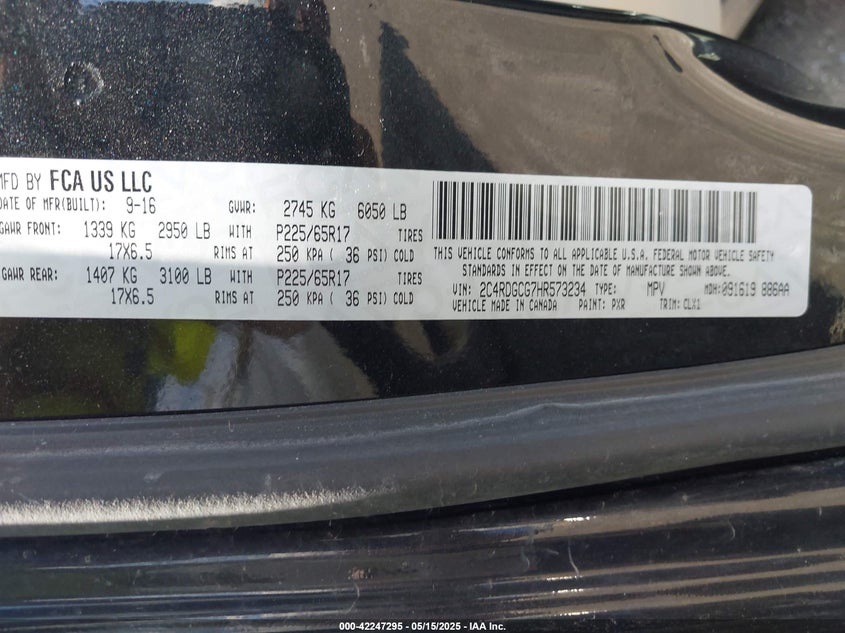 MFD BY FCA US LLC
DATE OF MFR(BUILT): 9-16 GVWR: 2745 KG 6050 LB
GAWR FRONT: 1339 KG 2950 LB WITH P225/65R17 TIRES
17X6.5 RIMS AT 250 KPA ( 36 PSI) COLD
GAWR REAR: 1407 KG 3100 LB WITH P225/65R17 TIRES
17X6.5 RIMS AT 250 KPA ( 36 PSI) COLD
THIS VEHICLE CONFORMS TO ALL APPLICABLE U.S.A. FEDERAL MOTOR VEHICLE SAFETY
STANDARDS IN EFFECT ON THE DATE OF MANUFACTURE SHOWN ABOVE.
VIN: 2C4RDGCG7HR573234 TYPE: MPV MDH: 091619 886AA
VEHICLE MADE IN CANADA PAINT: PXR TRIM: CLX1
000-42247295 - 05/15/2025 - IAA Inc.